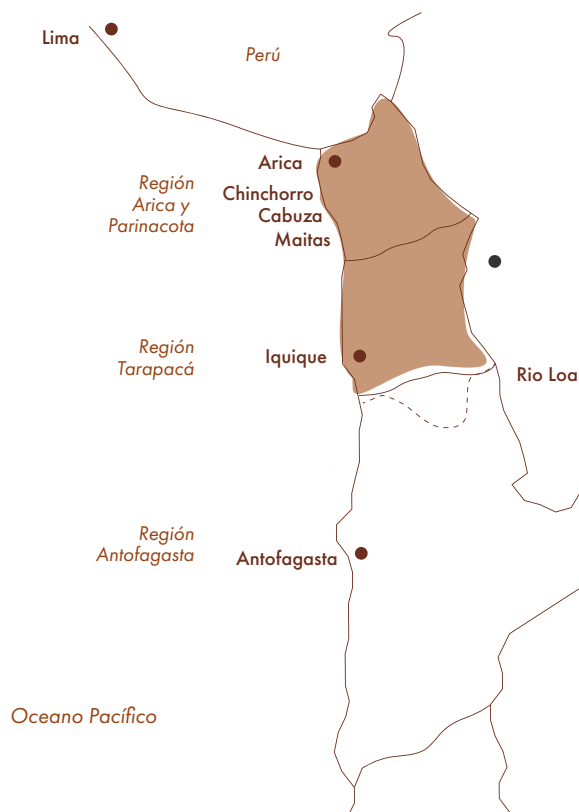 Lima
Perú
Arica
Región
Arica y
Parinacota
Chinchorro
Cabuza
Maitas
Región
Tarapacá
Iquique
Rio Loa
Región
Antofagasta
Antofagasta
Oceano Pacífico